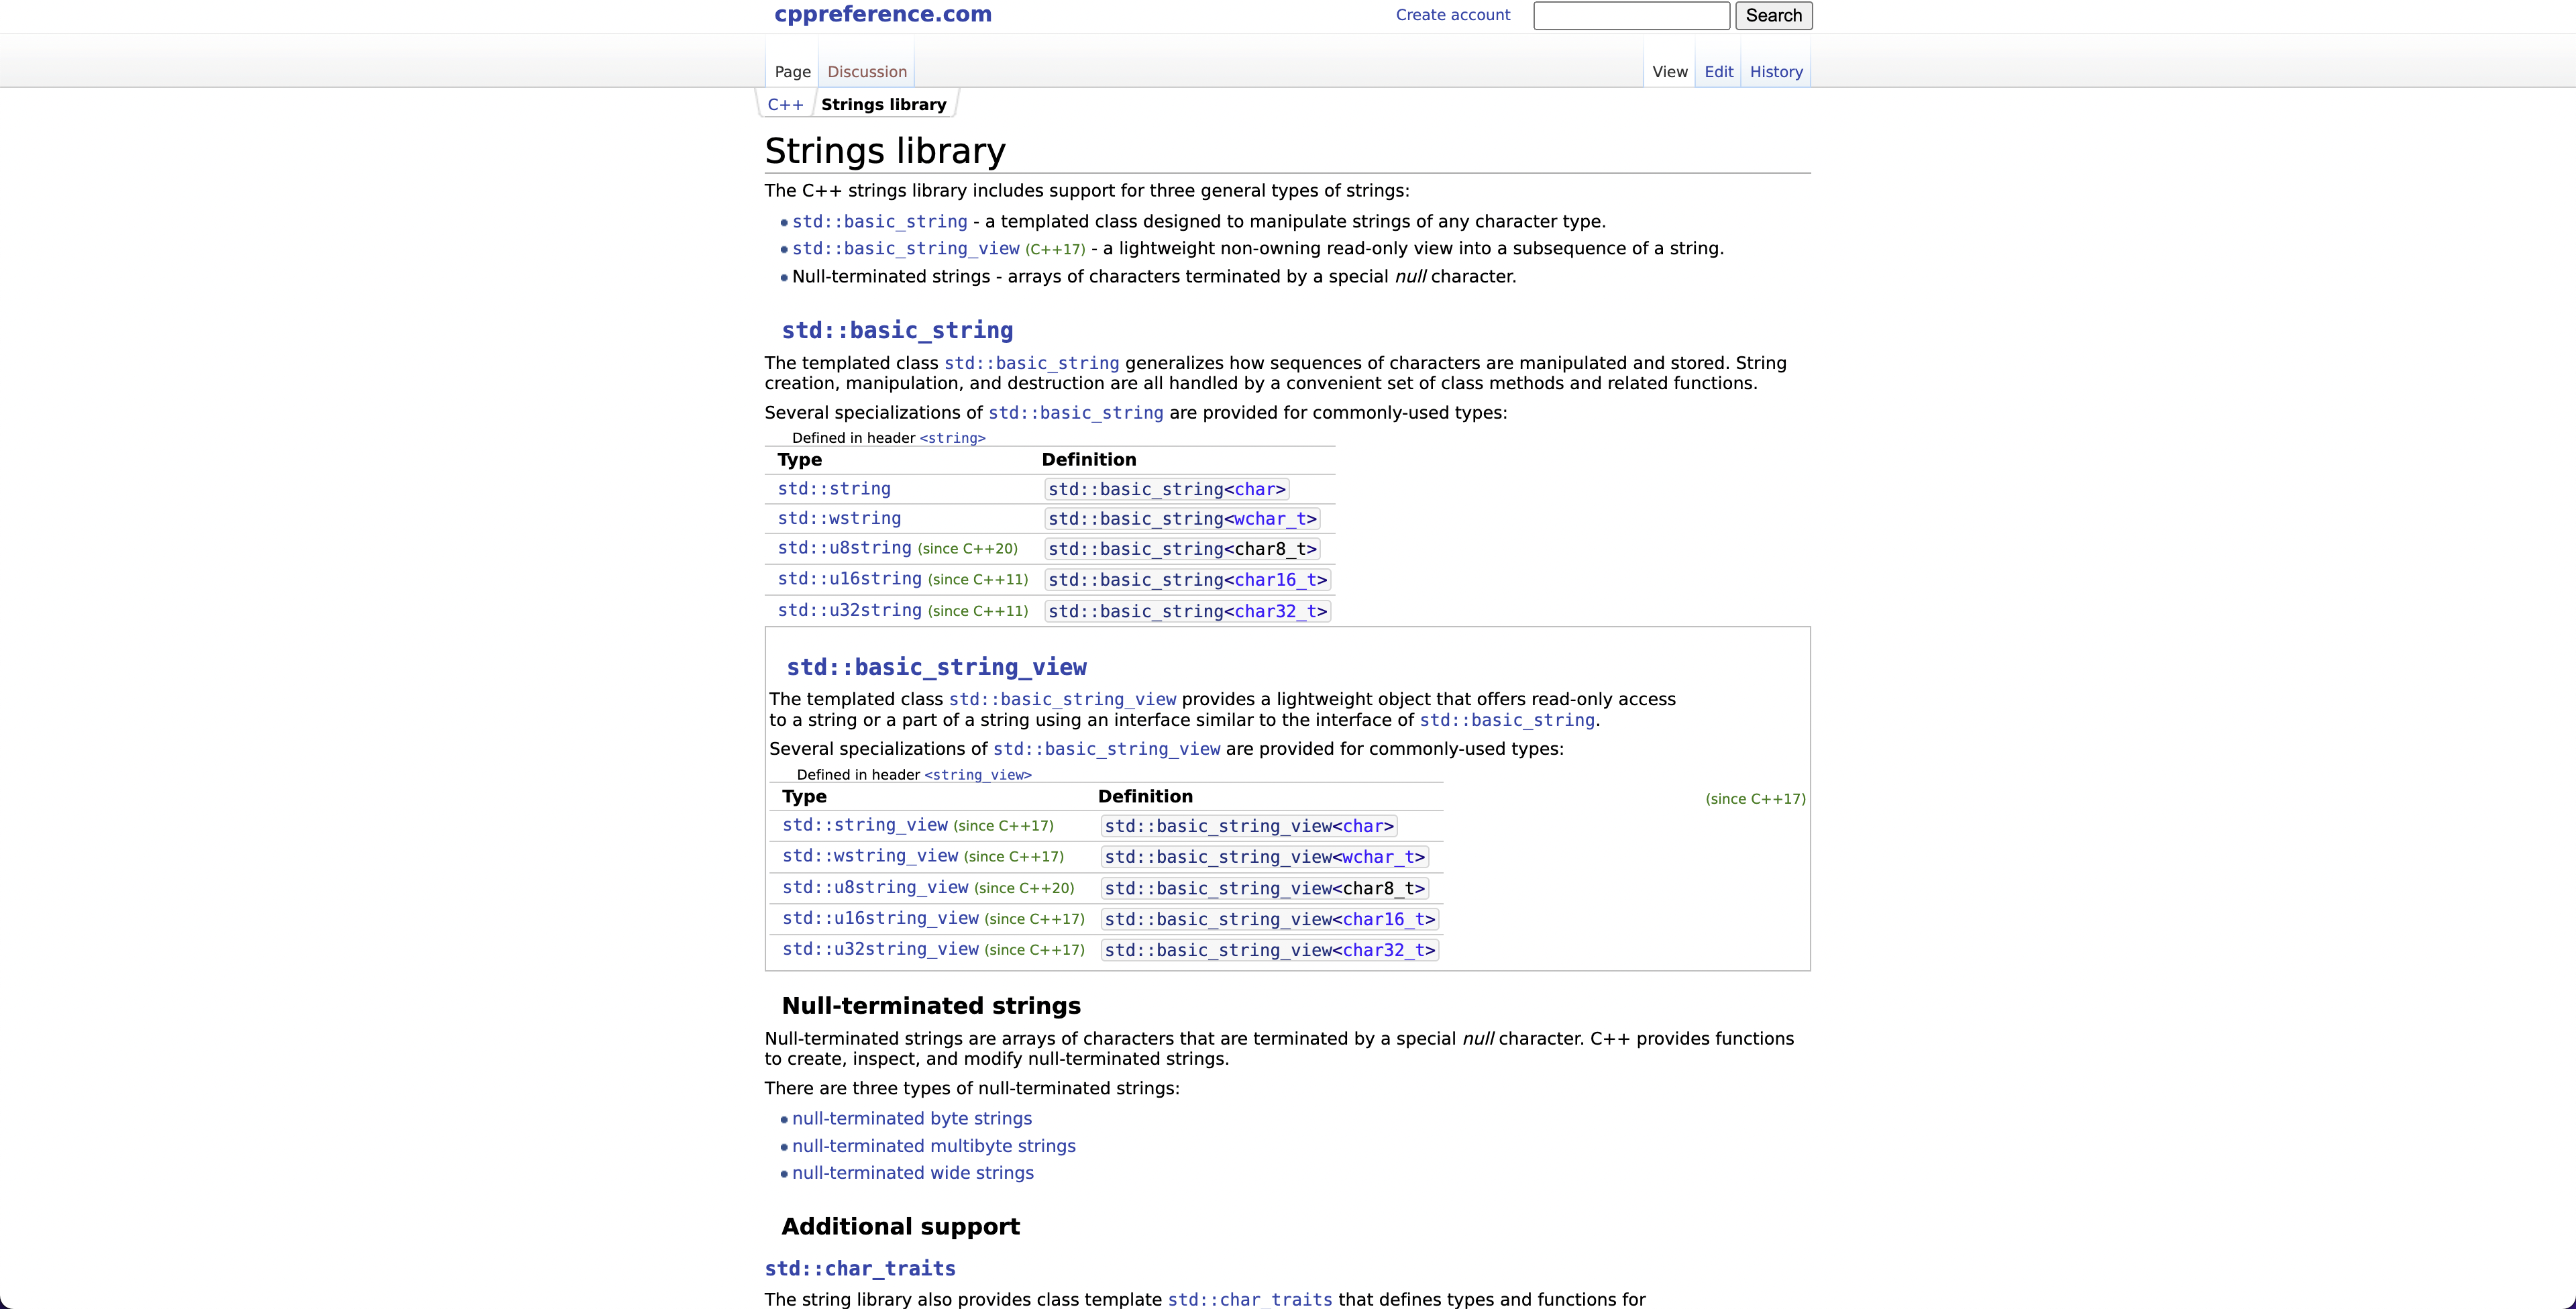 cppreference.com
Create account
Search
Page
Discussion
View
Edit
History
C++
Strings library
Strings library
The C++ strings library includes support for three general types of strings:
std::basic_string - a templated class designed to manipulate strings of any character type.
std::basic_string_view (C++17) - a lightweight non-owning read-only view into a subsequence of a string.
Null-terminated strings - arrays of characters terminated by a special null character.
std::basic_string
The templated class std::basic_string generalizes how sequences of characters are manipulated and stored. String
creation, manipulation, and destruction are all handled by a convenient set of class methods and related functions.
Several specializations of std::basic_string are provided for commonly-used types:
Defined in header <string>
Type Definition
std::string std::basic_string<char>
std::wstring std::basic_string<wchar_t>
std::u8string (since C++20) std::basic_string<char8_t>
std::u16string (since C++11) std::basic_string<char16_t>
std::u32string (since C++11) std::basic_string<char32_t>
std::basic_string_view
The templated class std::basic_string_view provides a lightweight object that offers read-only access
to a string or a part of a string using an interface similar to the interface of std::basic_string.
Several specializations of std::basic_string_view are provided for commonly-used types:
Defined in header <string_view>
Type Definition
(since C++17)
std::string_view (since C++17) std::basic_string_view<char>
std::wstring_view (since C++17) std::basic_string_view<wchar_t>
std::u8string_view (since C++20) std::basic_string_view<char8_t>
std::u16string_view (since C++17) std::basic_string_view<char16_t>
std::u32string_view (since C++17) std::basic_string_view<char32_t>
Null-terminated strings
Null-terminated strings are arrays of characters that are terminated by a special null character. C++ provides functions
to create, inspect, and modify null-terminated strings.
There are three types of null-terminated strings:
null-terminated byte strings
null-terminated multibyte strings
null-terminated wide strings
Additional support
std::char_traits
The string library also provides class template std::char_traits that defines types and functions for